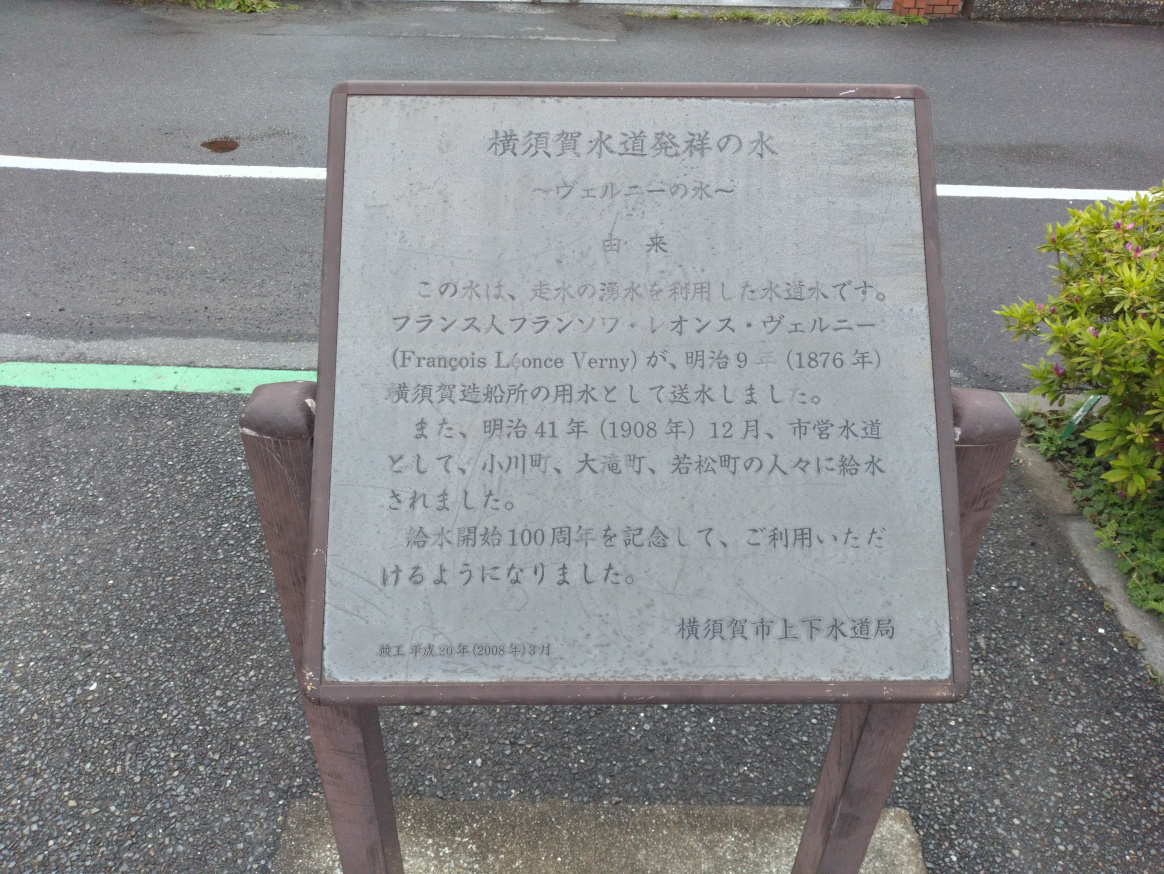 横須賀水道発祥の水
～ヴェルニーの水～
由 来
この水は、走水の湧水を利用した水道水です。
フランス人フランソワ・レオンス・ヴェルニー
(François Léonce Verny) が、明治9年 (1876年)
横須賀造船所の用水として送水しました。
また、明治41年 (1908年) 12月、市営水道
として、小川町、大滝町、若松町の人々に給水
されました。
給水開始100周年を記念して、ご利用いただ
けるようになりました。
横須賀市上下水道局
竣工 平成20年(2008年)3月